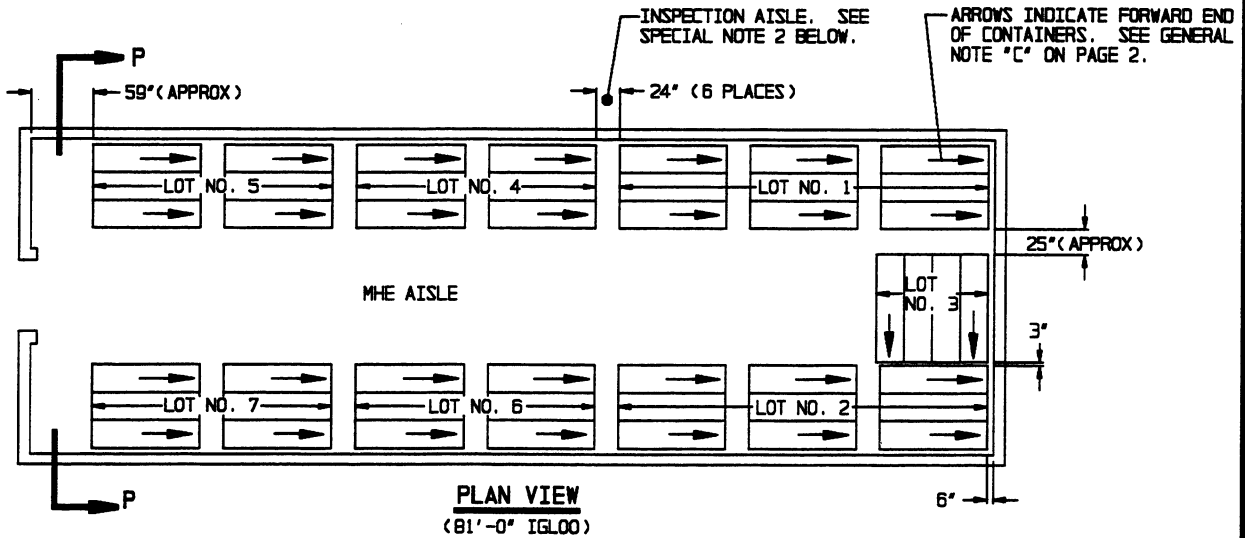 INSPECTION AISLE. SEE
SPECIAL NOTE 2 BELOW.
ARROWS INDICATE FORWARD END
OF CONTAINERS. SEE GENERAL
NOTE "C" ON PAGE 2.
P
59"(APPROX)
24" (6 PLACES)
LOT NO. 5
LOT NO. 4
LOT NO. 1
25"(APPROX)
MHE AISLE
LOT
NO. 3
3"
LOT NO. 7
LOT NO. 6
LOT NO. 2
P
PLAN VIEW
(81'-0" IGLOO)
6"